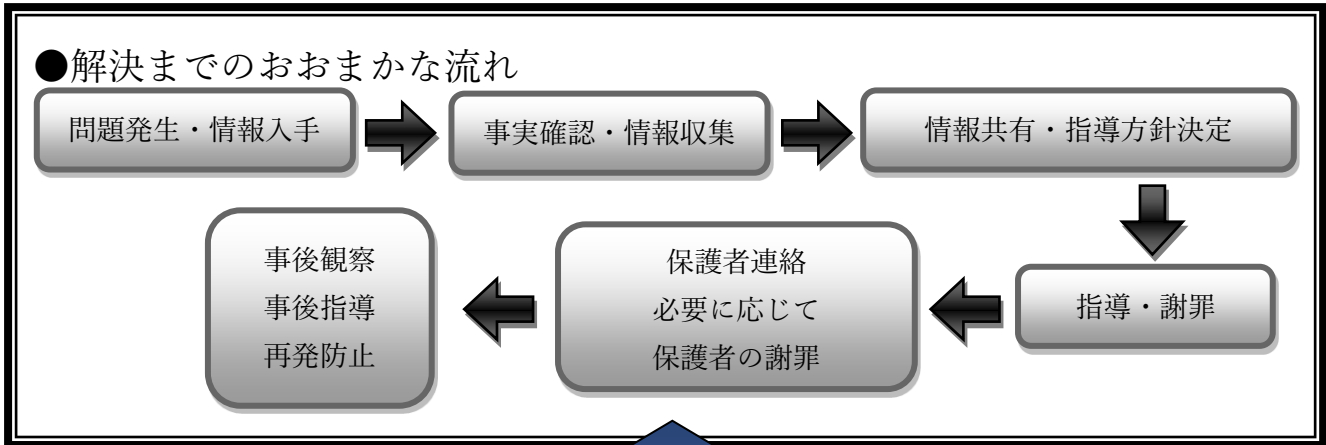 ●解決までのおおまかな流れ
問題発生・情報入手
事実確認・情報収集
情報共有・指導方針決定
指導・謝罪
保護者連絡
必要に応じて
保護者の謝罪
事後観察
事後指導
再発防止